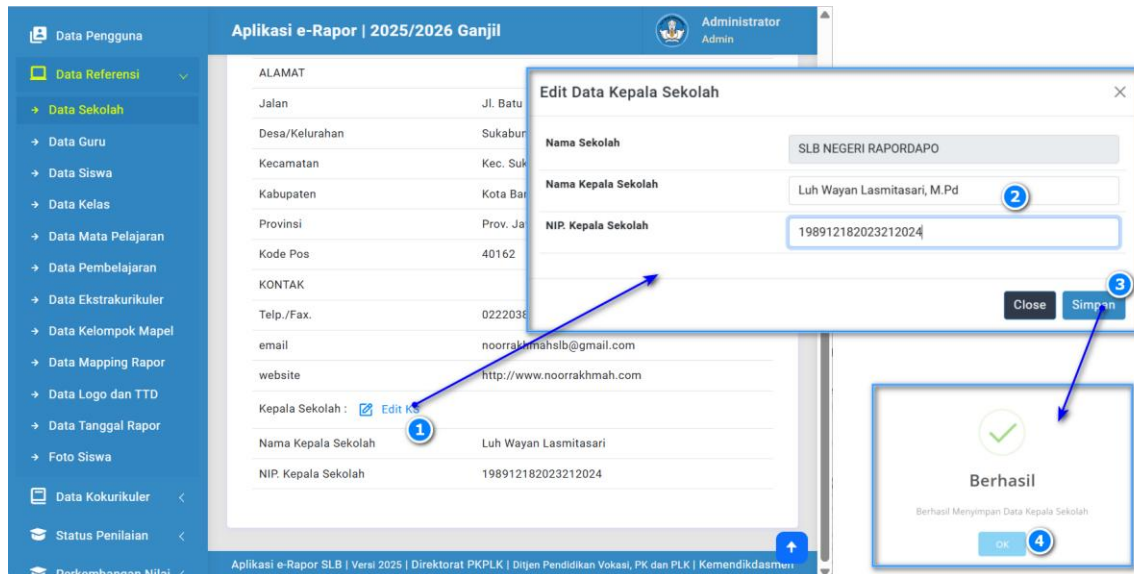 Data Pengguna
Data Referensi
Data Sekolah
Data Guru
Data Siswa
Data Kelas
Data Mata Pelajaran
Data Pembelajaran
Data Ekstrakurikuler
Data Kelompok Mapel
Data Mapping Rapor
Data Logo dan TTD
Data Tanggal Rapor
Foto Siswa
Data Kokurikuler
Status Penilaian
Perkembangan Nilai
Aplikasi e-Rapor | 2025/2026 Ganjil
Administrator
Admin
ALAMAT
Jalan Jl. Batu
Desa/Kelurahan
Kecamatan Kec.
Kabupaten Kota
Provinsi Prov.
Kode Pos 40162
KONTAK
Telp./Fax. 0222038
email noorrakhmahslb@gmail.com
website http://www.noorrakhmah.com
Kepala Sekolah : Edit KS
1
Nama Kepala Sekolah Luh Wayan Lasmitasari
NIP. Kepala Sekolah 198912182023212024
Aplikasi e-Rapor SLB | Versi 2025 | Direktorat PKPLK | Ditjen Pendidikan Vokasi, PK dan PLK | Kemendikdasmen
Edit Data Kepala Sekolah
Nama Sekolah SLB NEGERI RAPORDAPO
Nama Kepala Sekolah Luh Wayan Lasmitasari, M.Pd 2
NIP. Kepala Sekolah 198912182023212024
3
Close Simpan
Berhasil
Berhasil Menyimpan Data Kepala Sekolah
OK 4